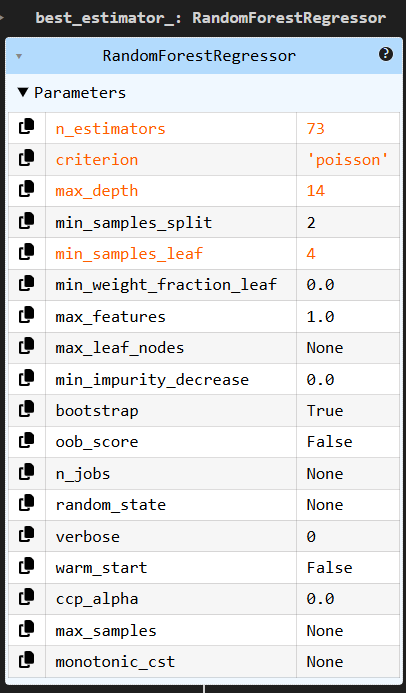 best_estimator_: RandomForestRegressor
RandomForestRegressor ?
▼ Parameters
n_estimators 73
criterion 'poisson'
max_depth 14
min_samples_split 2
min_samples_leaf 4
min_weight_fraction_leaf 0.0
max_features 1.0
max_leaf_nodes None
min_impurity_decrease 0.0
bootstrap True
oob_score False
n_jobs None
random_state None
verbose 0
warm_start False
ccp_alpha 0.0
max_samples None
monotonic_cst None